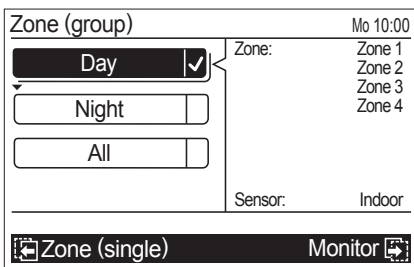 Zone (group) Mo 10:00
Day
Night
All
Zone: Zone 1
Zone 2
Zone 3
Zone 4
Sensor: Indoor
Zone (single) Monitor